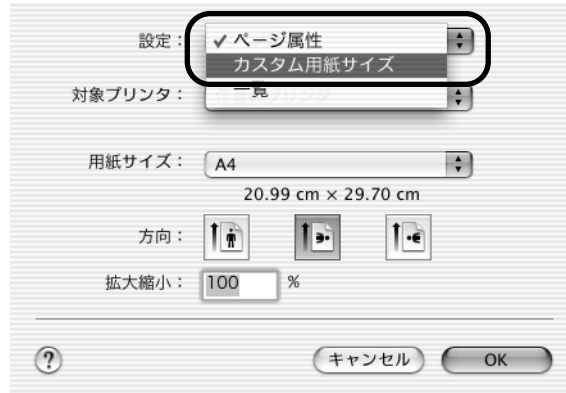 設定：
✓ ページ属性
カスタム用紙サイズ
対象プリンタ：
一覧
用紙サイズ： A4
20.99 cm × 29.70 cm
方向：
拡大縮小： 100 %
?
キャンセル OK